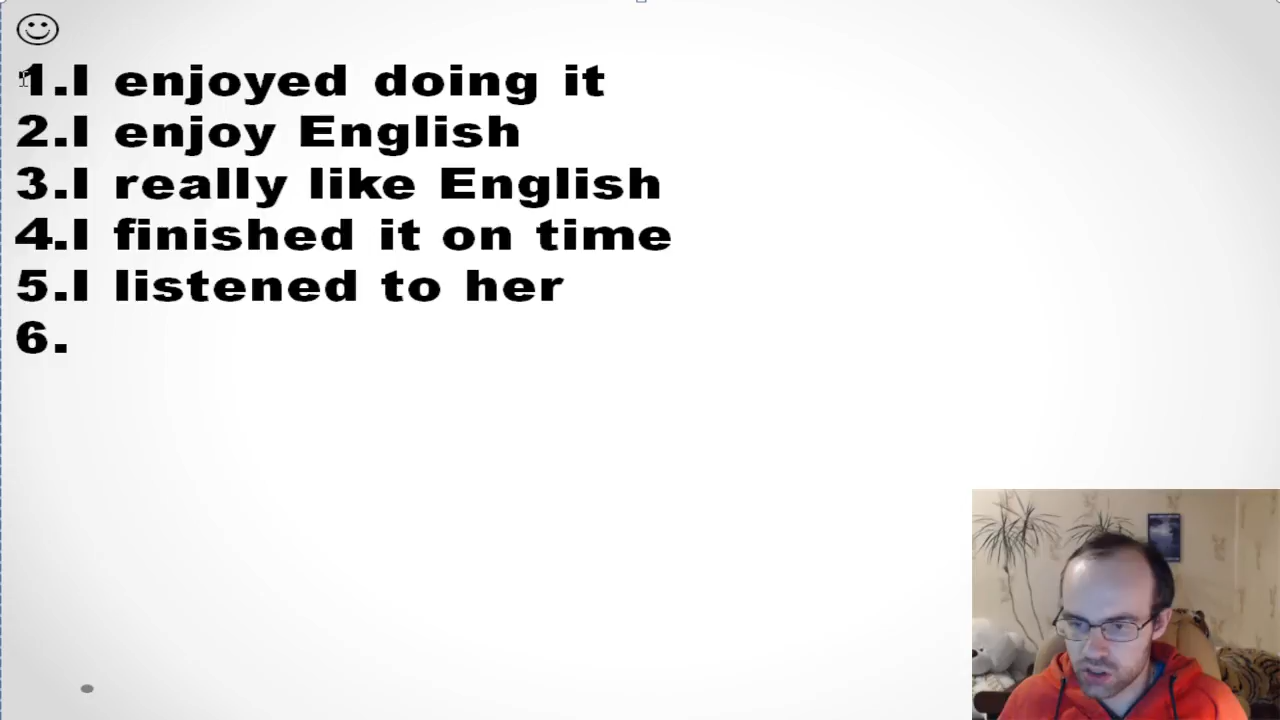 1.I enjoyed doing it
2.I enjoy English
3.I really like English
4.I finished it on time
5.I listened to her
6.